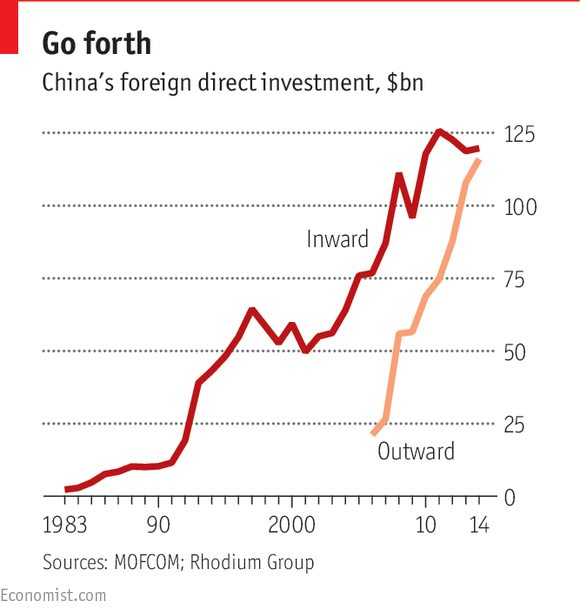 Go forth
China's foreign direct investment, $bn
125
100
Inward
75
50
25
Outward
0
1983 90 2000 10 14
Sources: MOFCOM; Rhodium Group
Economist.com